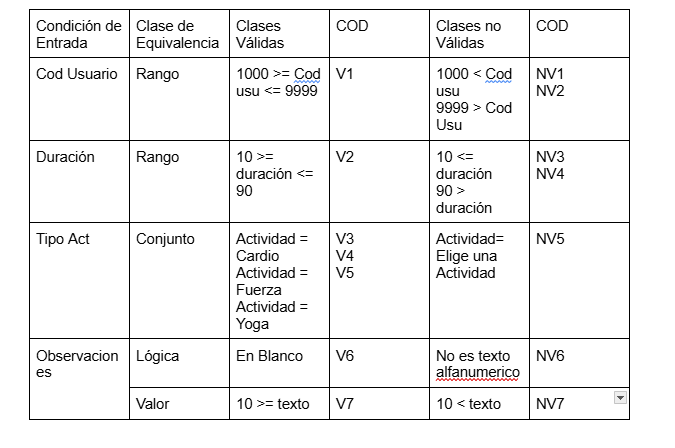 Condición de Entrada
Clase de Equivalencia
Clases Válidas
COD
Clases no Válidas
COD
Cod Usuario
Rango
1000 >= Cod
usu <= 9999
V1
1000 < Cod
usu
9999 > Cod
Usu
NV1
NV2
Duración
Rango
10 >=
duración <=
90
V2
10 <=
duración
90 >
duración
NV3
NV4
Tipo Act
Conjunto
Actividad =
Cardio
Actividad =
Fuerza
Actividad =
Yoga
V3
V4
V5
Actividad=
Elige una
Actividad
NV5
Observacion
es
Lógica
En Blanco
V6
No es texto
alfanumerico
NV6
Valor
10 >= texto
V7
10 < texto
NV7